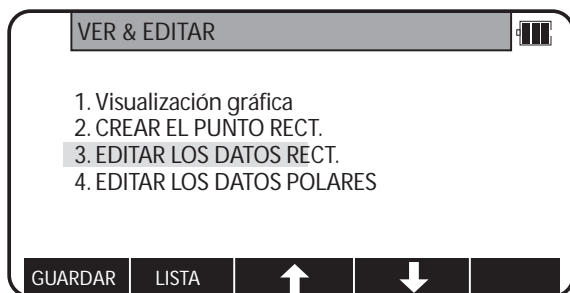 VER & EDITAR
1. Visualización gráfica
2. CREAR EL PUNTO RECT.
3. EDITAR LOS DATOS RECT.
4. EDITAR LOS DATOS POLARES
GUARDAR LISTA